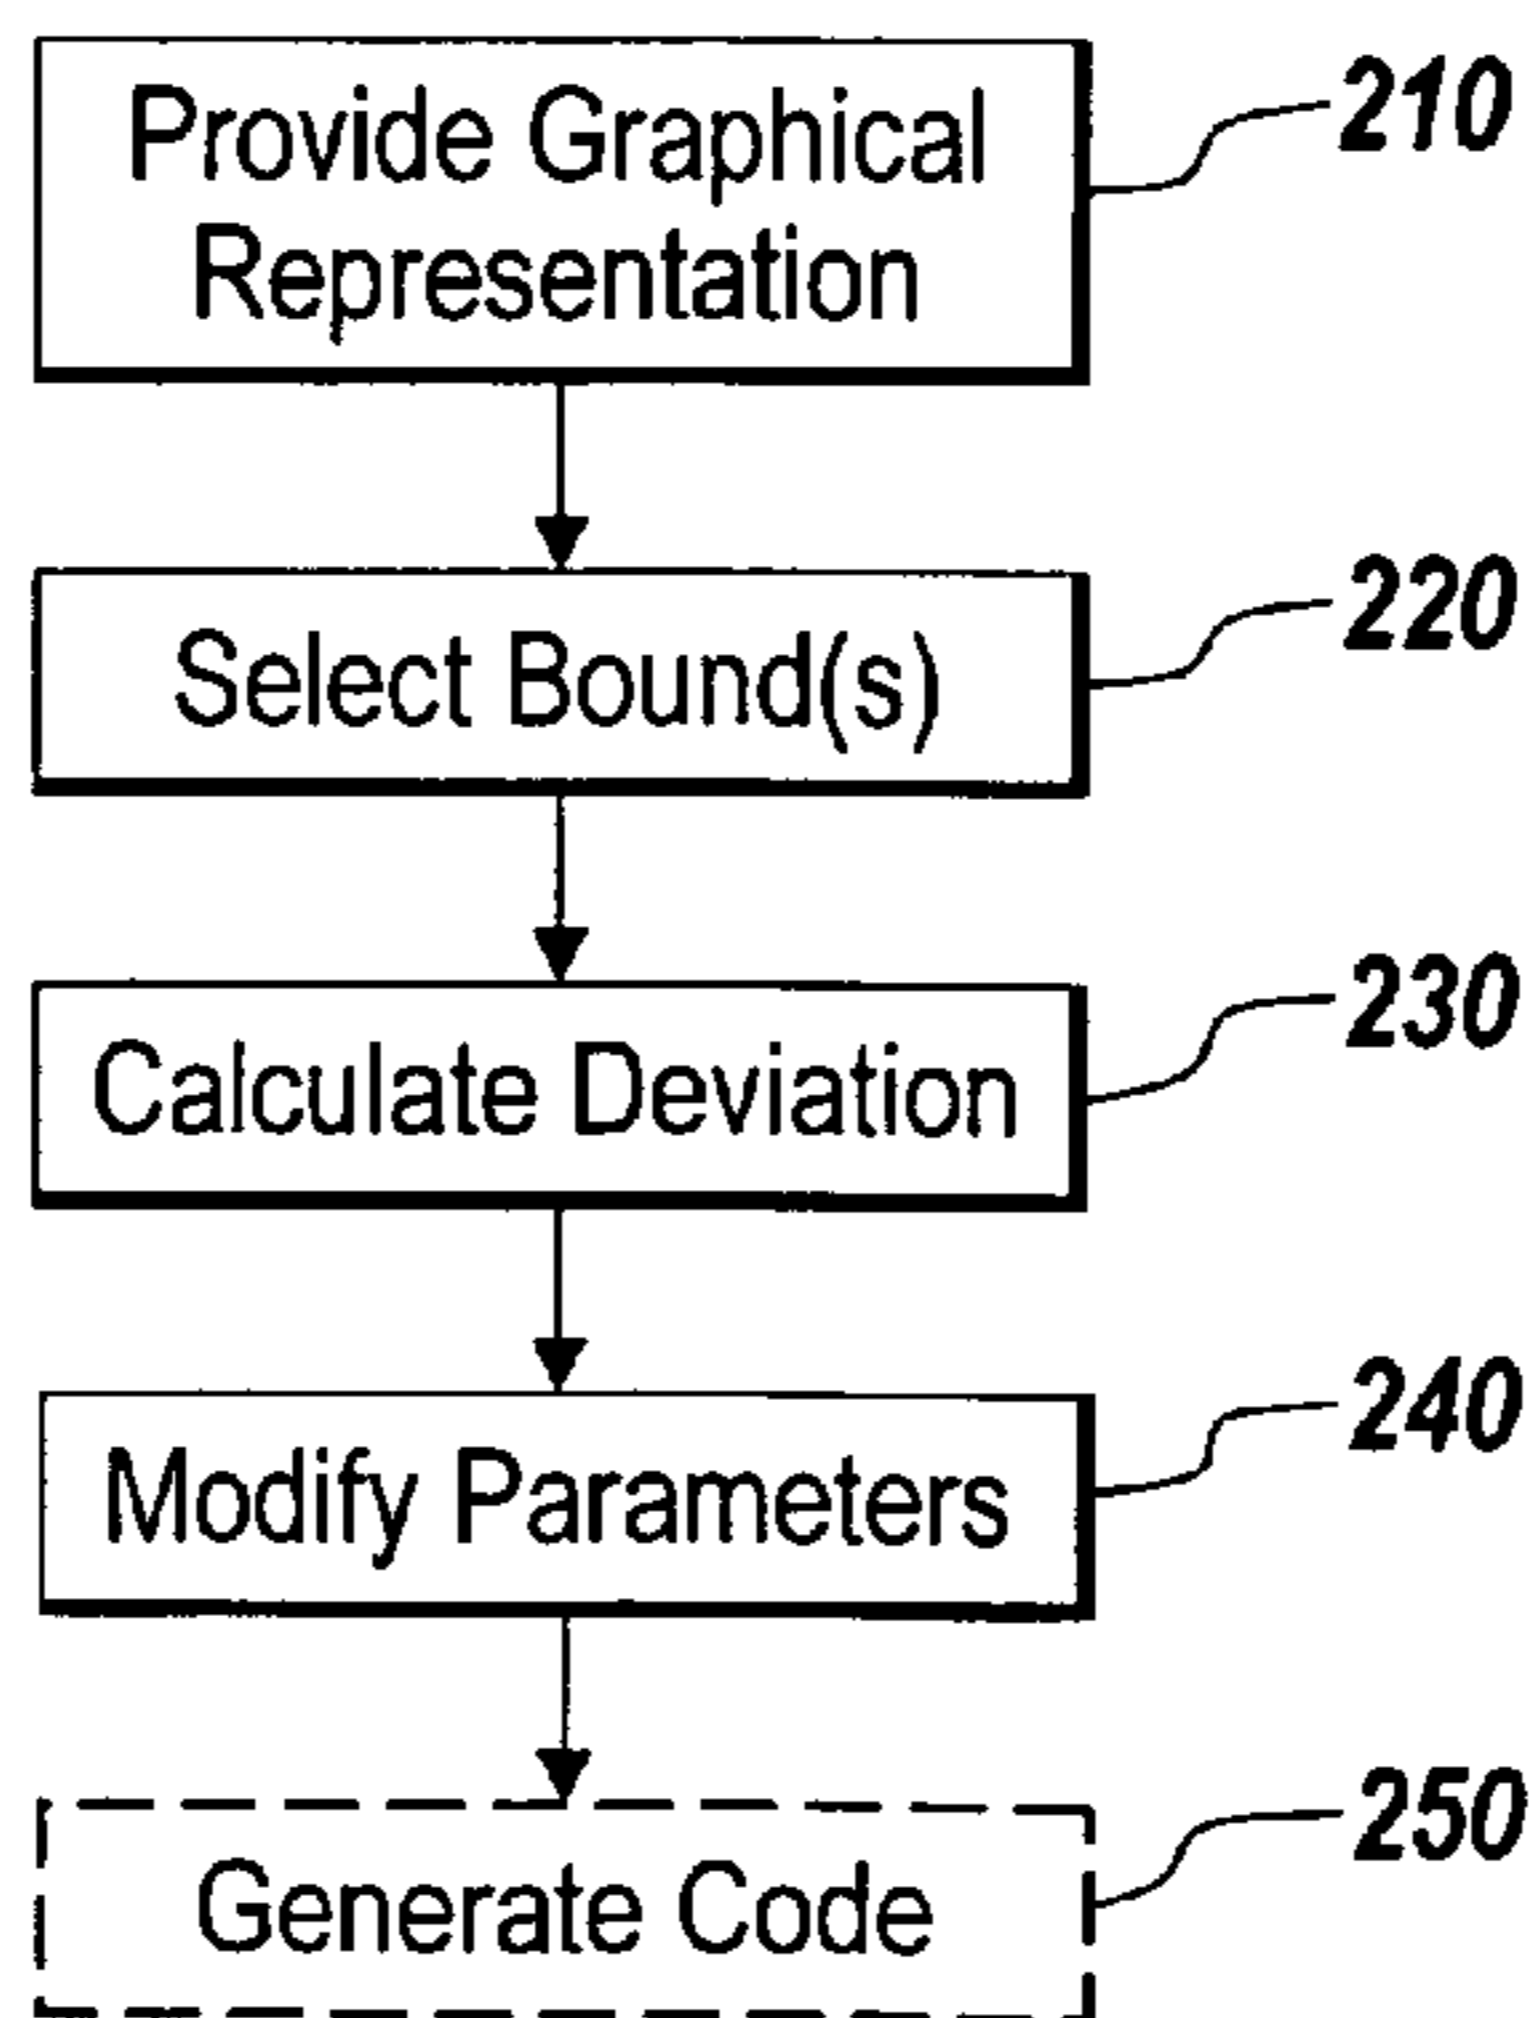 Provide Graphical
Representation
210
Select Bound(s)
220
Calculate Deviation
230
Modify Parameters
240
Generate Code
250